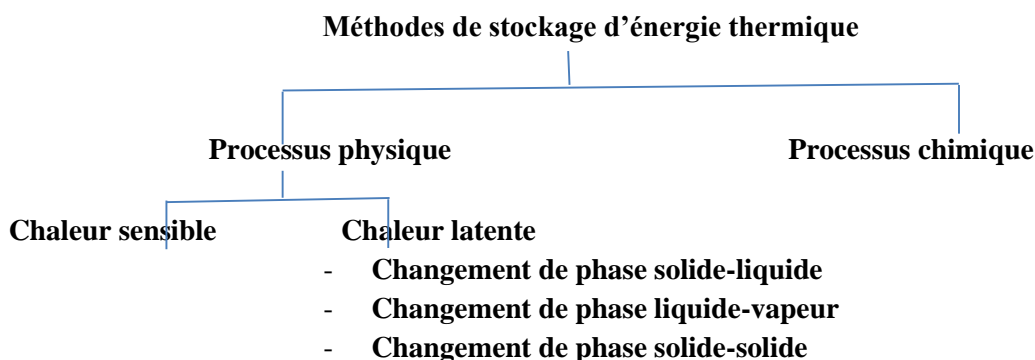 Méthodes de stockage d’énergie thermique
Processus physique Processus chimique
Chaleur sensible Chaleur latente
- Changement de phase solide-liquide
- Changement de phase liquide-vapeur
- Changement de phase solide-solide